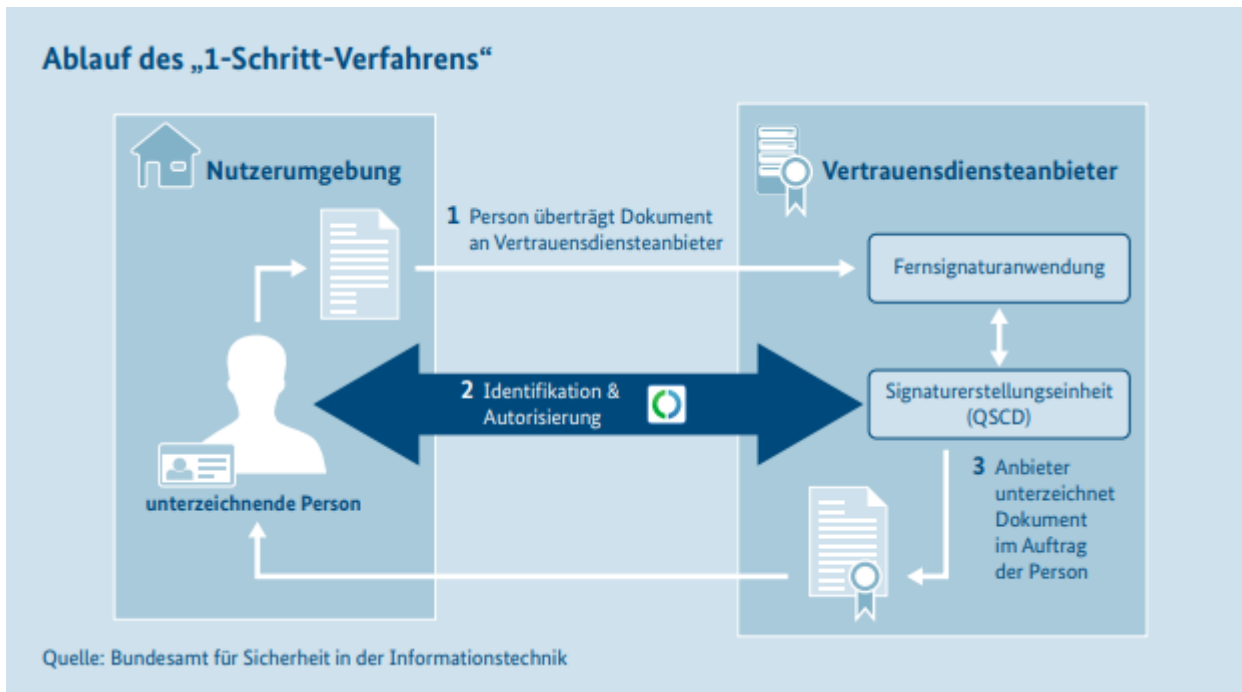 Ablauf des „1-Schritt-Verfahrens“
Nutzerumgebung
Vertrauensdiensteanbieter
1 Person überträgt Dokument
an Vertrauensdiensteanbieter
Fernsignaturanwendung
2 Identifikation &
Autorisierung
Signaturerstellungseinheit
(QSCD)
unterzeichnende Person
3 Anbieter
unterzeichnet
Dokument
im Auftrag
der Person
Quelle: Bundesamt für Sicherheit in der Informationstechnik